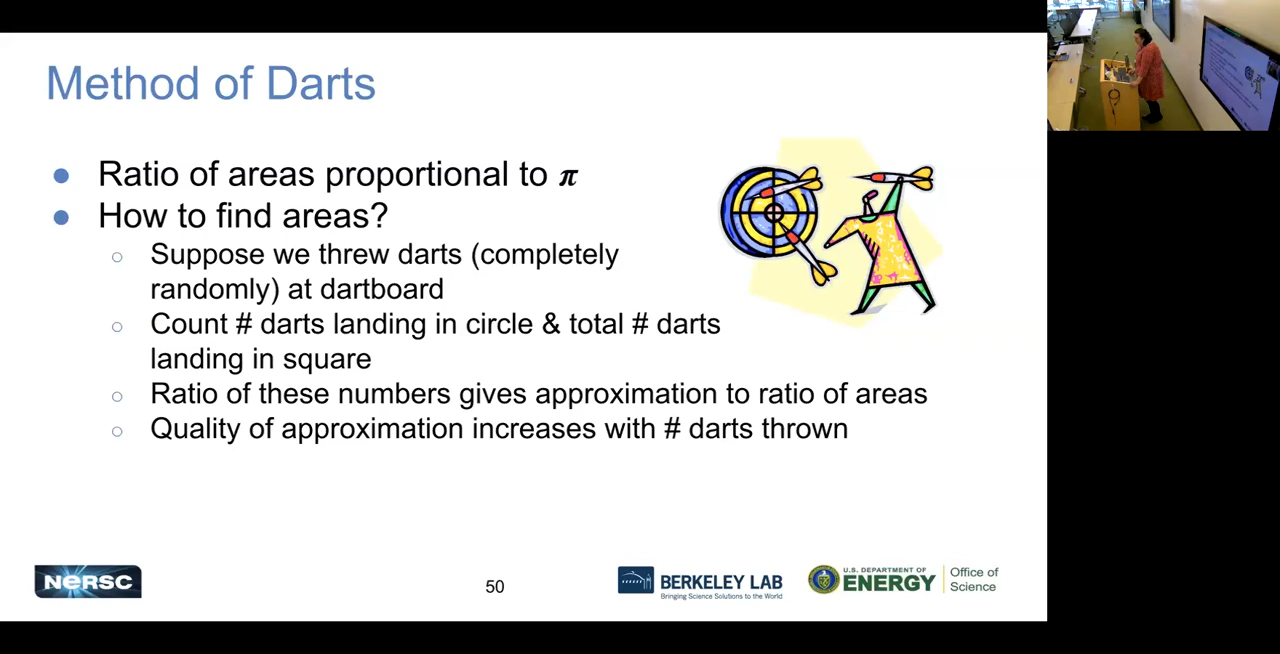 Method of Darts
● Ratio of areas proportional to π
● How to find areas?
○ Suppose we threw darts (completely
randomly) at dartboard
○ Count # darts landing in circle & total # darts
landing in square
○ Ratio of these numbers gives approximation to ratio of areas
○ Quality of approximation increases with # darts thrown
NERSC
50
BERKELEY LAB
Bringing Science Solutions to the World
U.S. DEPARTMENT OF
ENERGY
Office of
Science